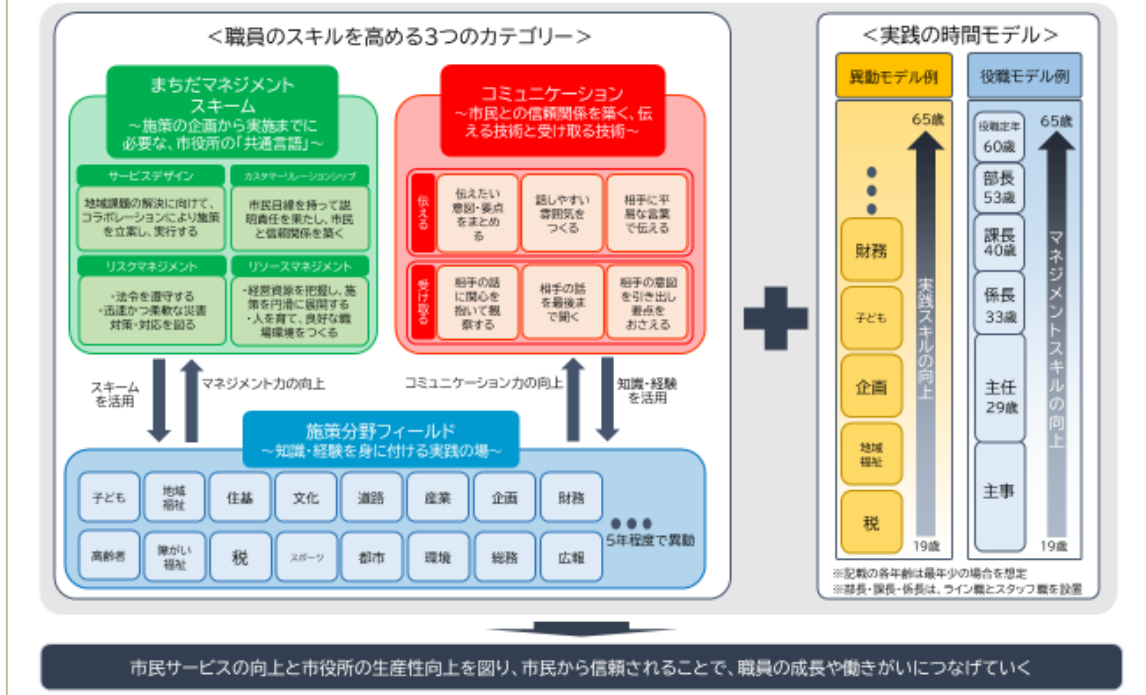 ＜職員のスキルを高める3つのカテゴリー＞
まちだマネジメント
スキーム
～施策の企画から実施までに
必要な、市役所の「共通言語」～
サービスデザイン
地域課題の解決に向けて、
コラボレーションにより施策
を立案し、実行する
カスタマーリレーションシップ
市民目線を持って説
明責任を果たし、市民
と信頼関係を築く
リスクマネジメント
・法令を遵守する
・迅速かつ柔軟な災害
対策・対応を図る
リソースマネジメント
・経営資源を把握し、施
策を円滑に展開する
・人を育て、良好な職
場環境をつくる
コミュニケーション
～市民との信頼関係を築く、伝
える技術と受け取る技術～
伝える
伝えたい
意図・要点
をまとめ
る
話しやすい
雰囲気を
つくる
相手に平
易な言葉
で伝える
受け取る
相手の話
に関心を
抱いて観
察する
相手の話
を最後ま
で聞く
相手の意図
を引き出し
要点を
おさえる
スキーム
を活用
マネジメント力の向上
コミュニケーション力の向上
知識・経験
を活用
施策分野フィールド
～知識・経験を身に付ける実践の場～
子ども
地域
福祉
住基
文化
道路
産業
企画
財務
高齢者
障がい
福祉
税
スポーツ
都市
環境
総務
広報
●●●
5年程度で異動
＜実践の時間モデル＞
異動モデル例
65歳
財務
子ども
企画
地域
福祉
税
実践スキルの向上
19歳
役職モデル例
65歳
役職定年
60歳
部長
53歳
課長
40歳
係長
33歳
主任
29歳
主事
マネジメントスキルの向上
19歳
※記載の各年齢は最年少の場合を想定
※部長・課長・係長は、ライン職とスタッフ職を設置
市民サービスの向上と市役所の生産性向上を図り、市民から信頼されることで、職員の成長や働きがいにつなげていく